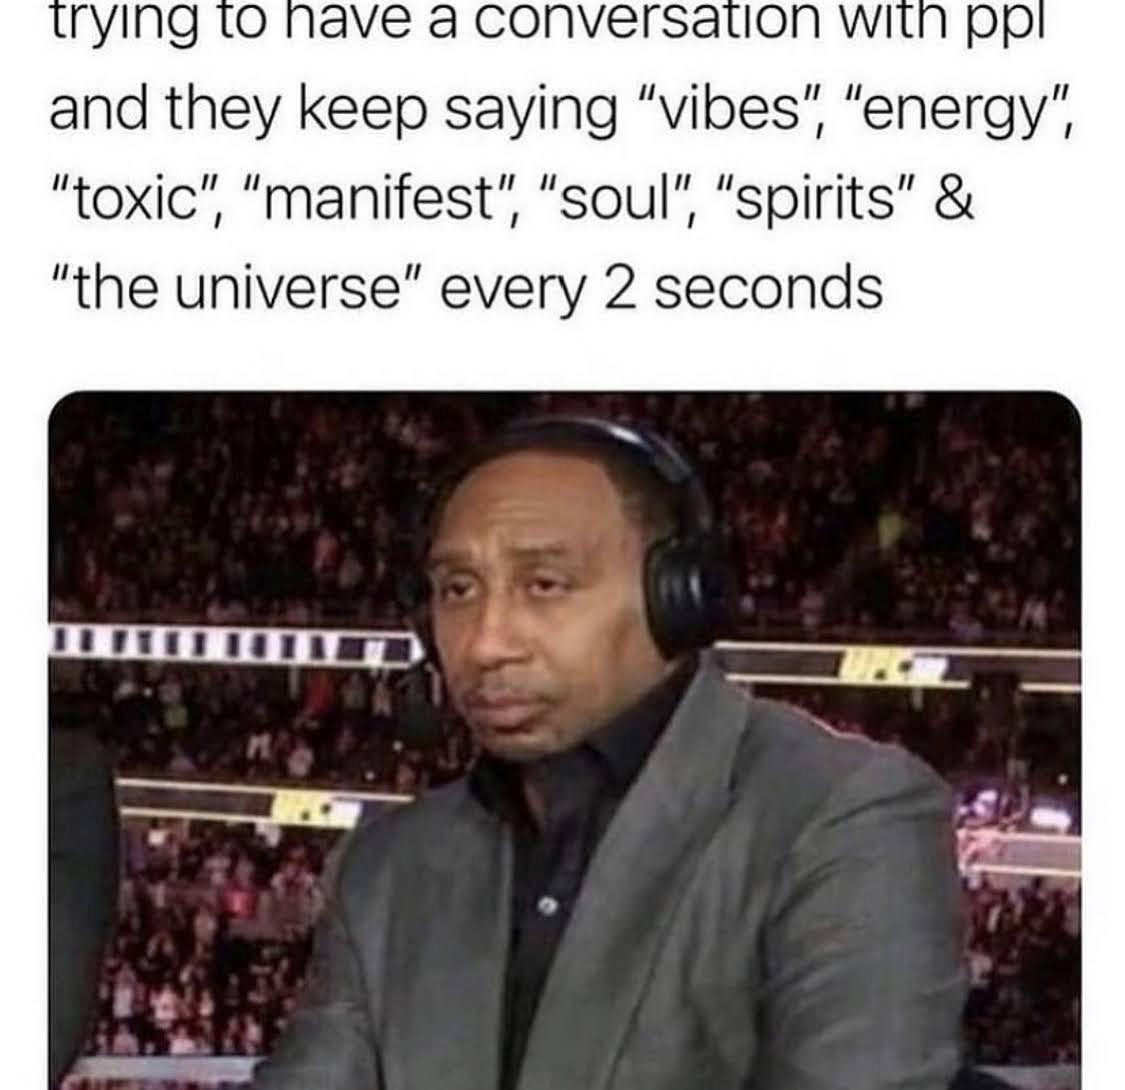 trying to have a conversation with ppl
and they keep saying “vibes”, “energy”,
“toxic”, “manifest”, “soul”, “spirits” &
“the universe” every 2 seconds